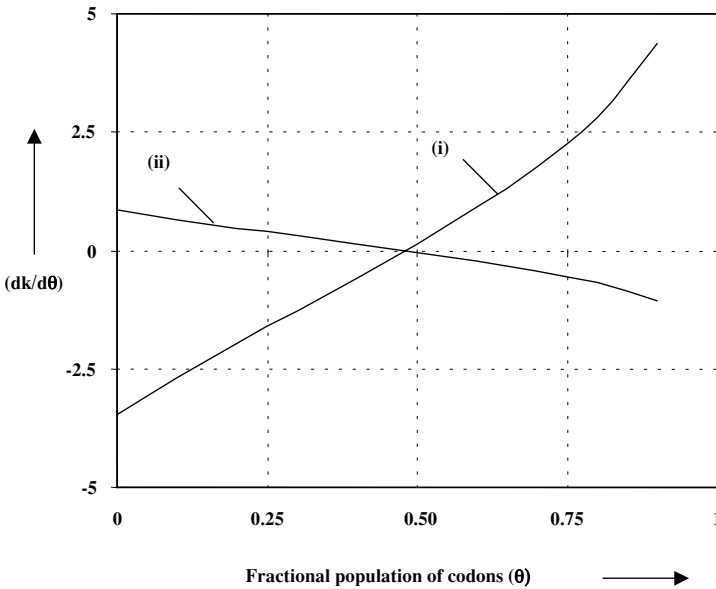 5
2.5
(ii)
(i)
0
(dk/dθ)
-2.5
-5
0
0.25
0.50
0.75
1
Fractional population of codons (θ)